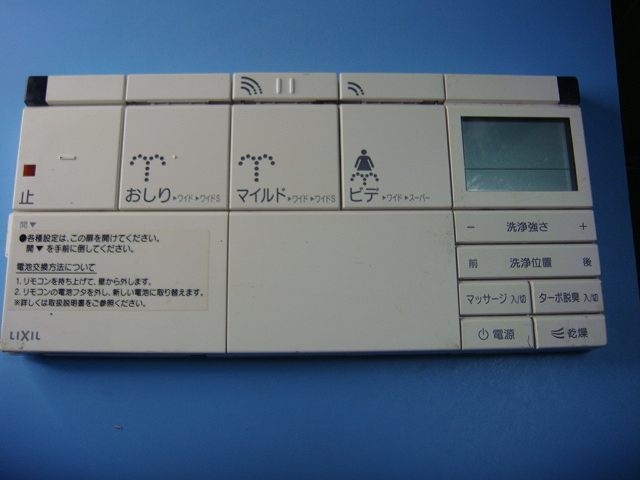 止
おしり ▸ワイド ▸ワイドS
マイルド ▸ワイド ▸ワイドS
ビデ ▸ワイド ▸スーパー
開▼
●各種設定は、この扉を開けてください。
開▼を手前に倒してください。
電池交換方法について
1. リモコンを持ち上げて、壁から外します。
2. リモコンの電池フタを外し、新しい電池に取り替えます。
※詳しくは取扱説明書をご参照ください。
LIXIL
− 洗浄強さ +
前 洗浄位置 後
マッサージ 入/切
ターボ脱臭 入/切
電源
乾燥